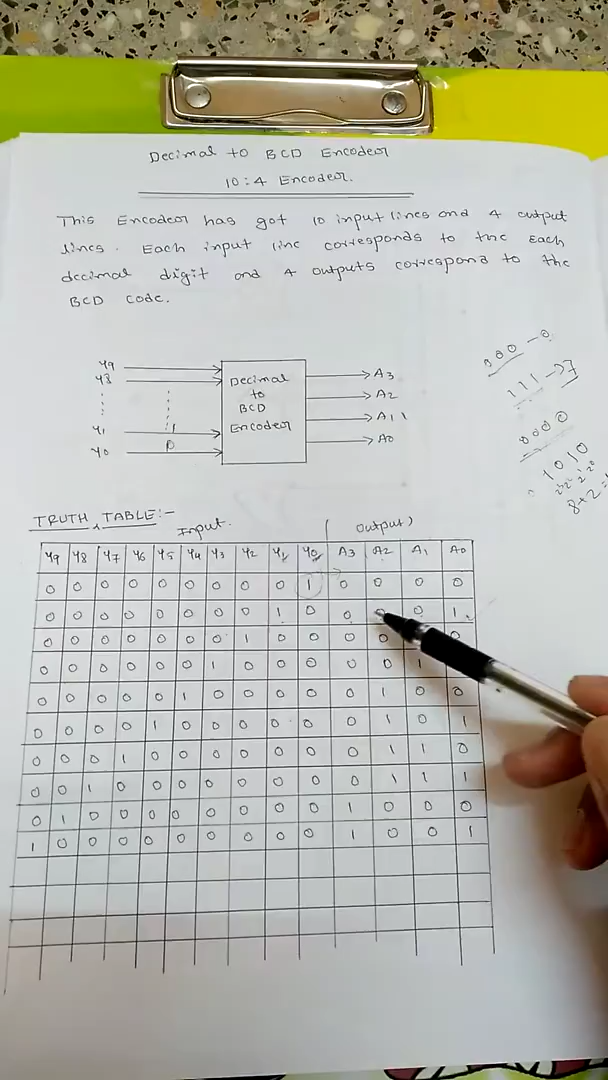 Decimal to BCD Encoder
10:4 Encoder.
This Encoder has got 10 input lines and 4 output
lines. Each input line corresponds to the Each
decimal digit and 4 outputs correspond to the
BCD code.
Y9
Y8
Y1
Y0
1
0
Decimal
to
BCD
Encoder
A3
A2
A1
A0
000 → 0
111 → 7
0000
1010
8+2=
TRUTH TABLE:-
Input. (Output)
Y9 Y8 Y7 Y6 Y5 Y4 Y3 Y2 Y1 Y0 A3 A2 A1 A0
0 0 0 0 0 0 0 0 0 1 0 0 0 0
0 0 0 0 0 0 0 0 1 0 0 0 0 1
0 0 0 0 0 0 0 1 0 0 0 0 0
0 0 0 0 0 0 1 0 0 0 0 0 1
0 0 0 0 0 1 0 0 0 0 0 1 0 0
0 0 0 0 1 0 0 0 0 0 0 1 0 1
0 0 0 1 0 0 0 0 0 0 0 1 1 0
0 0 1 0 0 0 0 0 0 0 0 1 1 1
0 1 0 0 0 0 0 0 0 0 1 0 0 0
1 0 0 0 0 0 0 0 0 0 1 0 0 1